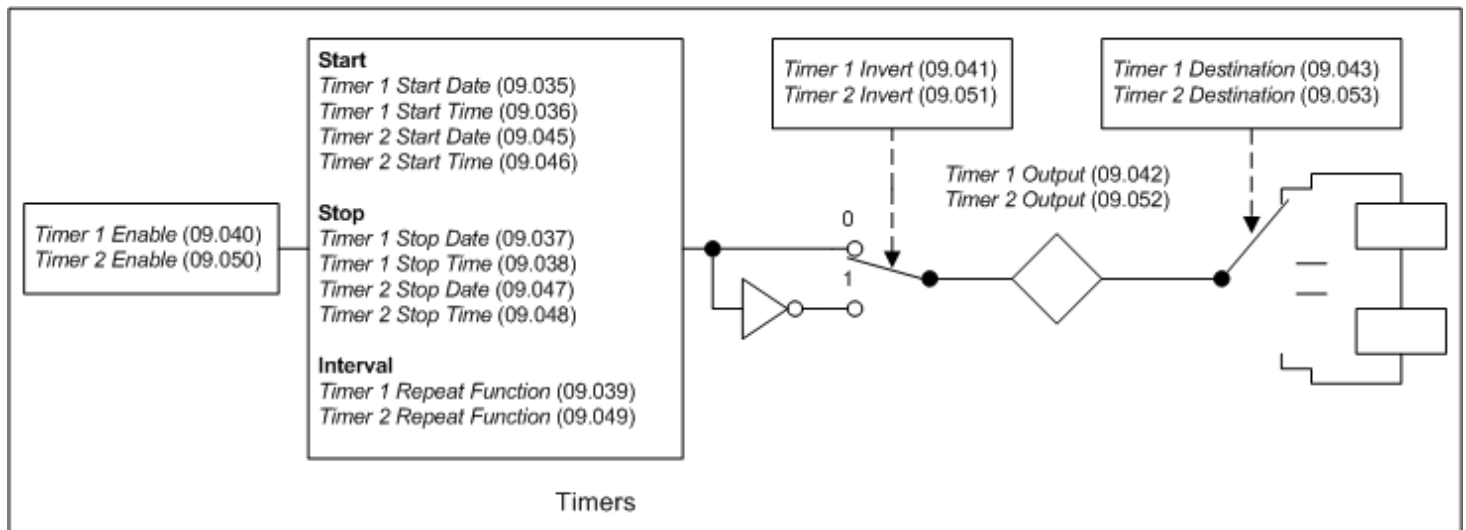 Timer 1 Enable (09.040)
Timer 2 Enable (09.050)
Start
Timer 1 Start Date (09.035)
Timer 1 Start Time (09.036)
Timer 2 Start Date (09.045)
Timer 2 Start Time (09.046)
Stop
Timer 1 Stop Date (09.037)
Timer 1 Stop Time (09.038)
Timer 2 Stop Date (09.047)
Timer 2 Stop Time (09.048)
Interval
Timer 1 Repeat Function (09.039)
Timer 2 Repeat Function (09.049)
0
1
Timer 1 Invert (09.041)
Timer 2 Invert (09.051)
Timer 1 Output (09.042)
Timer 2 Output (09.052)
Timer 1 Destination (09.043)
Timer 2 Destination (09.053)
Timers